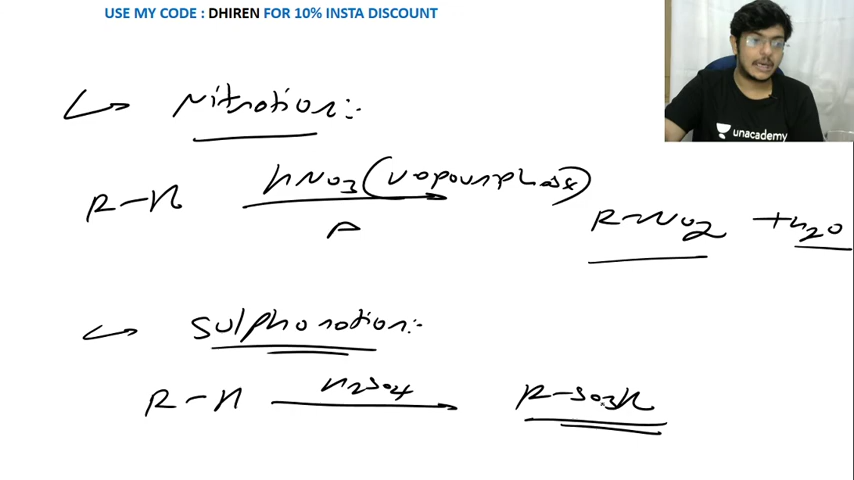 USE MY CODE : DHIREN FOR 10% INSTA DISCOUNT
unacademy
↳ Nitration:-
R-H HNO3 (vapour phase) → Δ R-NO2 + H2O
↳ Sulphonation:-
R-H H2SO4 → R-SO3H